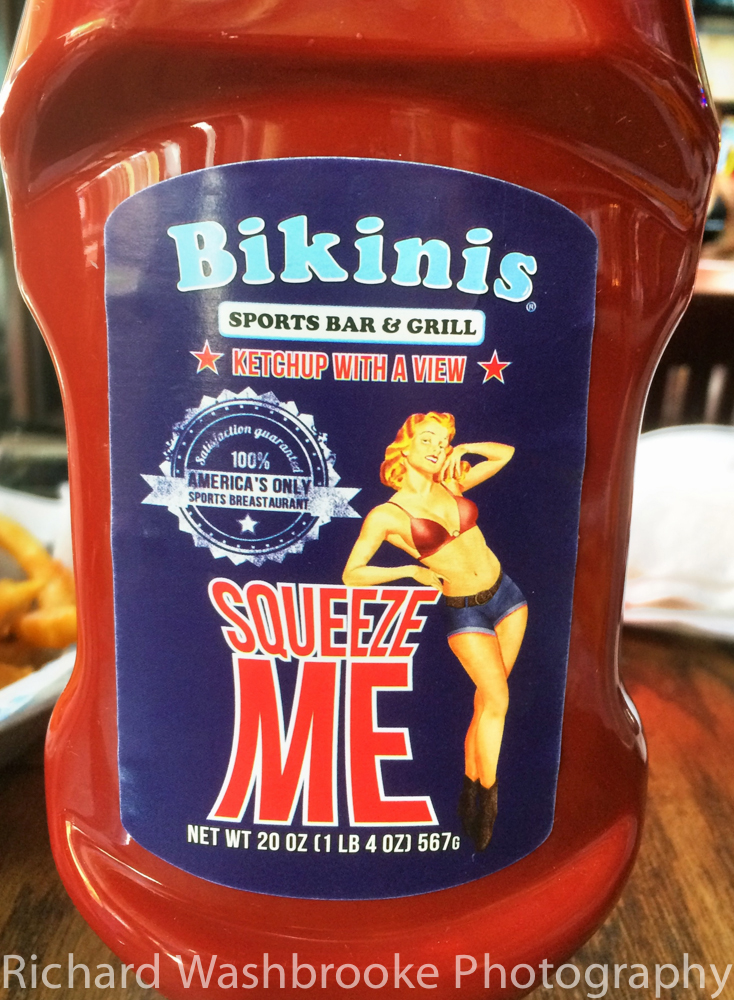 Bikinis®
SPORTS BAR & GRILL
KETCHUP WITH A VIEW
Satisfaction guaranted
100%
AMERICA'S ONLY
SPORTS BREASTAURANT
SQUEEZE
ME
NET WT 20 OZ (1 LB 4 OZ) 567G
Richard Washbrooke Photography